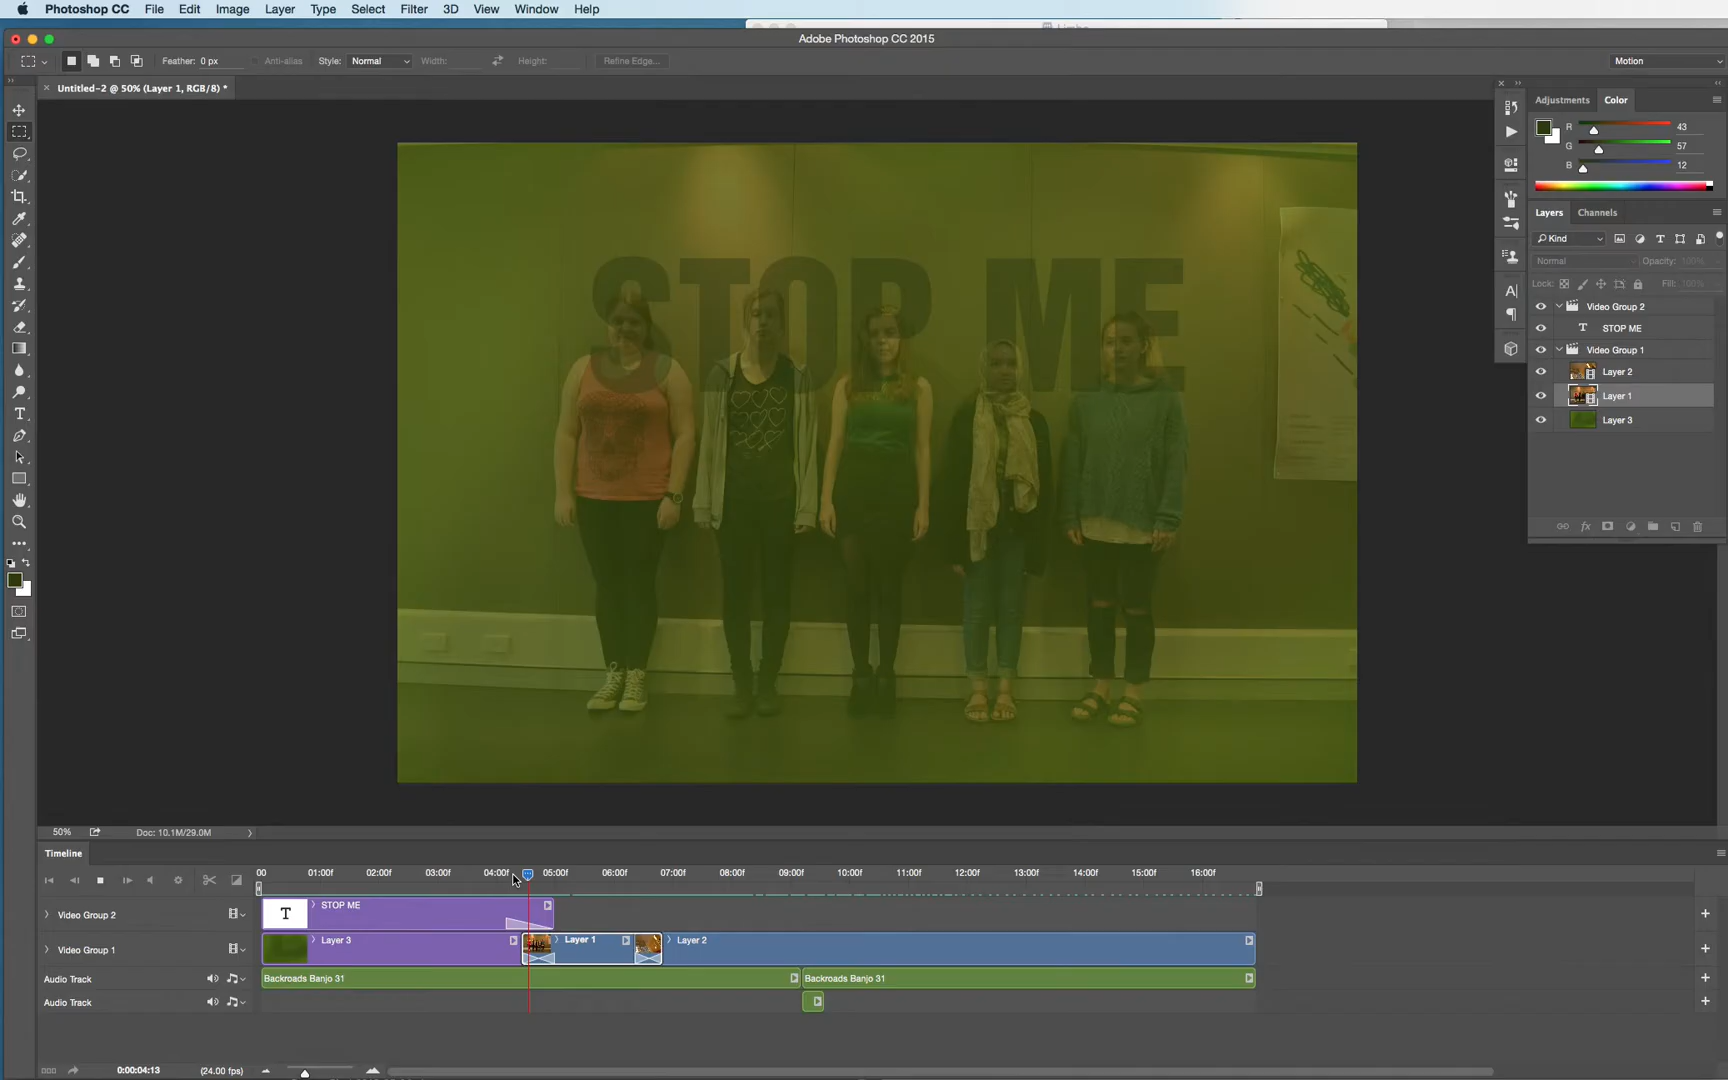 Photoshop CC File Edit Image Layer Type Select Filter 3D View Window Help
Adobe Photoshop CC 2015
Feather: 0 px Anti-alias Style: Normal Width: Height: Refine Edge... Motion
× Untitled-2 @ 50% (Layer 1, RGB/8) *
Adjustments Color
R 43
G 57
B 12
Layers Channels
Kind
Normal Opacity: 100%
Lock: Fill: 100%
Video Group 2
T STOP ME
Video Group 1
Layer 2
Layer 1
Layer 3
STOP ME
50% Doc: 10.1M/29.0M
Timeline
00 01:00f 02:00f 03:00f 04:00f 05:00f 06:00f 07:00f 08:00f 09:00f 10:00f 11:00f 12:00f 13:00f 14:00f 15:00f 16:00f
Video Group 2 T STOP ME
Video Group 1 Layer 3 Layer 1 Layer 2
Audio Track Backroads Banjo 31 Backroads Banjo 31
Audio Track
0:00:04:13 (24.00 fps)